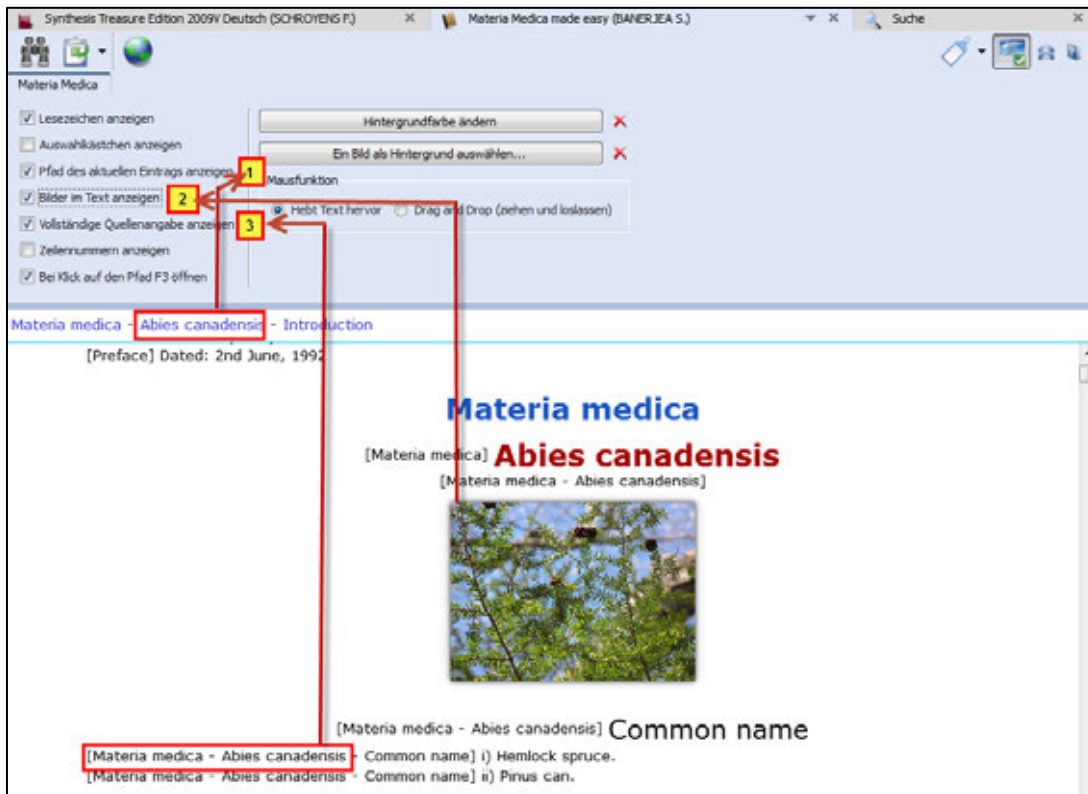 Synthesis Treasure Edition 2009V Deutsch (SCHROYENS F.)
Materia Medica made easy (BANERJEA S.)
Suche
Materia Medica
Lesezeichen anzeigen
Hintergrundfarbe ändern
Auswahlkästchen anzeigen
Ein Bild als Hintergrund auswählen...
Pfad des aktuellen Eintrags anzeigen
1
Mausfunktion
Bilder im Text anzeigen
2
Hebt Text hervor
Drag and Drop (ziehen und loslassen)
Vollständige Quellenangabe anzeigen
3
Zeilennummern anzeigen
Bei Klick auf den Pfad F3 öffnen
Materia medica - Abies canadensis - Introduction
[Preface] Dated: 2nd June, 1992
Materia medica
[Materia medica] Abies canadensis
[Materia medica - Abies canadensis]
[Materia medica - Abies canadensis] Common name
[Materia medica - Abies canadensis - Common name] i) Hemlock spruce.
[Materia medica - Abies canadensis - Common name] ii) Pinus can.